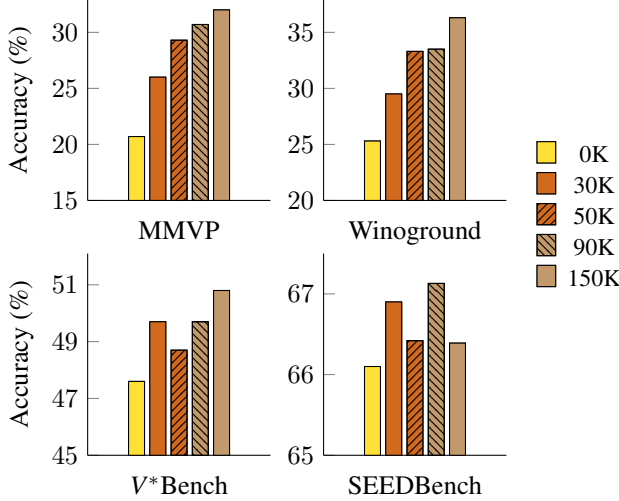 Accuracy (%)
30
25
20
15
MMVP
35
30
25
20
Winoground
0K
30K
50K
90K
150K
Accuracy (%)
51
49
47
45
V*Bench
67
66
65
SEEDBench